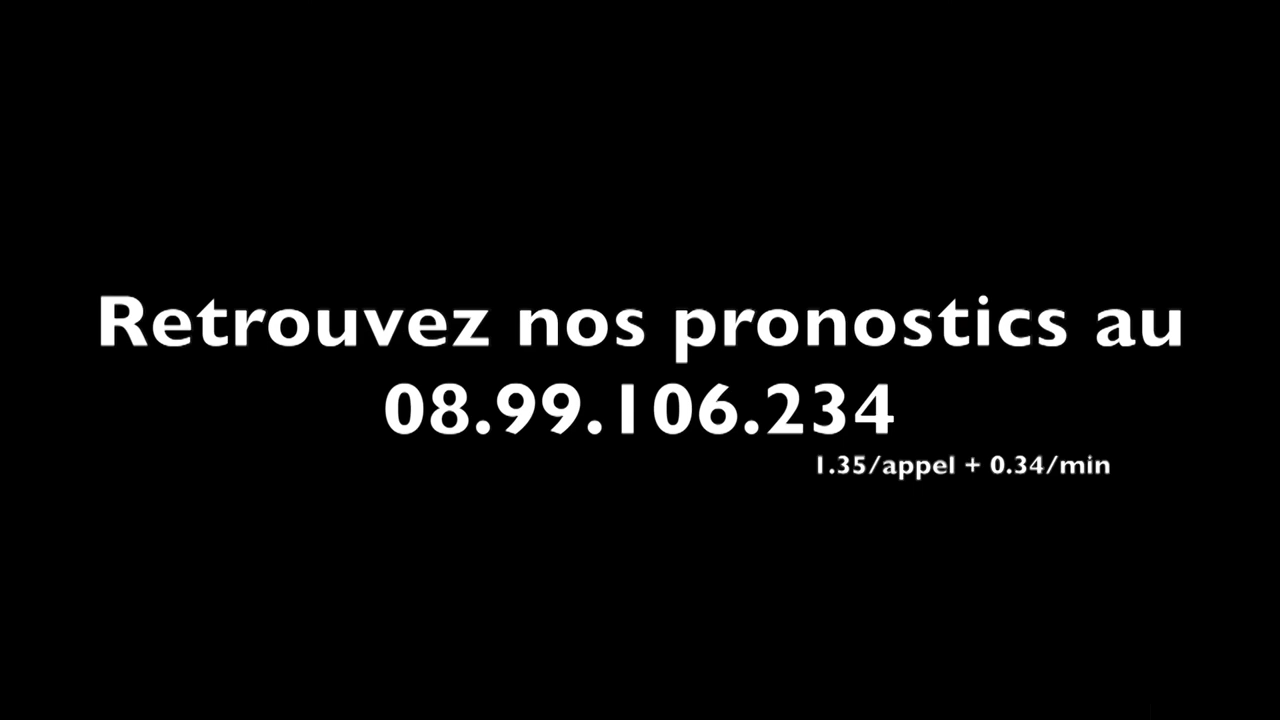 Retrouvez nos pronostics au
08.99.106.234
1.35/appel + 0.34/min